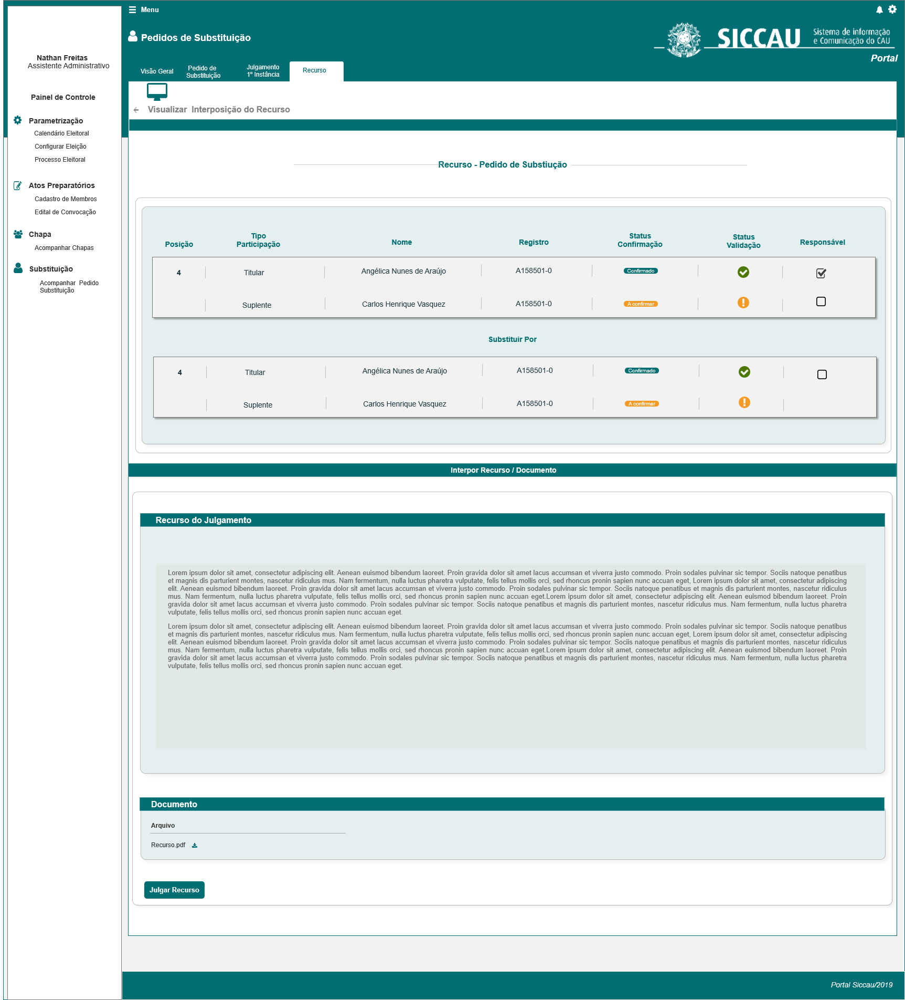 Menu
Pedidos de Substituição
SICCAU
Sistema de informação
e Comunicação do CAU
Portal
Visão Geral
Pedido de
Substituição
Julgamento
1º Instância
Recurso
Nathan Freitas
Assistente Administrativo
Painel de Controle
Parametrização
Calendário Eleitoral
Configurar Eleição
Processo Eleitoral
Atos Preparatórios
Cadastro de Membros
Edital de Convocação
Chapa
Acompanhar Chapas
Substituição
Acompanhar Pedido
Substituição
Visualizar Interposição do Recurso
Recurso - Pedido de Substiução
Posição
Tipo
Participação
Nome
Registro
Status
Confirmação
Status
Validação
Responsável
4 Titular Angélica Nunes de Araújo A158501-0 Confirmado
Suplente Carlos Henrique Vasquez A158501-0 A confirmar
Substituir Por
4 Titular Angélica Nunes de Araújo A158501-0 Confirmado
Suplente Carlos Henrique Vasquez A158501-0 A confirmar
Interpor Recurso / Documento
Recurso do Julgamento
Lorem ipsum dolor sit amet, consectetur adipiscing elit. Aenean euismod bibendum laoreet. Proin gravida dolor sit amet lacus accumsan et viverra justo commodo. Proin sodales pulvinar sic tempor. Sociis natoque penatibus
et magnis dis parturient montes, nascetur ridiculus mus. Nam fermentum, nulla luctus pharetra vulputate, felis tellus mollis orci, sed rhoncus pronin sapien nunc accuan eget, Lorem ipsum dolor sit amet, consectetur adipiscing
elit. Aenean euismod bibendum laoreet. Proin gravida dolor sit amet lacus accumsan et viverra justo commodo. Proin sodales pulvinar sic tempor. Sociis natoque penatibus et magnis dis parturient montes, nascetur ridiculus
mus. Nam fermentum, nulla luctus pharetra vulputate, felis tellus mollis orci, sed rhoncus pronin sapien nunc accuan eget.Lorem ipsum dolor sit amet, consectetur adipiscing elit. Aenean euismod bibendum laoreet. Proin
gravida dolor sit amet lacus accumsan et viverra justo commodo. Proin sodales pulvinar sic tempor. Sociis natoque penatibus et magnis dis parturient montes, nascetur ridiculus mus. Nam fermentum, nulla luctus pharetra
vulputate, felis tellus mollis orci, sed rhoncus pronin sapien nunc accuan eget.
Lorem ipsum dolor sit amet, consectetur adipiscing elit. Aenean euismod bibendum laoreet. Proin gravida dolor sit amet lacus accumsan et viverra justo commodo. Proin sodales pulvinar sic tempor. Sociis natoque penatibus
et magnis dis parturient montes, nascetur ridiculus mus. Nam fermentum, nulla luctus pharetra vulputate, felis tellus mollis orci, sed rhoncus pronin sapien nunc accuan eget, Lorem ipsum dolor sit amet, consectetur adipiscing
elit. Aenean euismod bibendum laoreet. Proin gravida dolor sit amet lacus accumsan et viverra justo commodo. Proin sodales pulvinar sic tempor. Sociis natoque penatibus et magnis dis parturient montes, nascetur ridiculus
mus. Nam fermentum, nulla luctus pharetra vulputate, felis tellus mollis orci, sed rhoncus pronin sapien nunc accuan eget.Lorem ipsum dolor sit amet, consectetur adipiscing elit. Aenean euismod bibendum laoreet. Proin
gravida dolor sit amet lacus accumsan et viverra justo commodo. Proin sodales pulvinar sic tempor. Sociis natoque penatibus et magnis dis parturient montes, nascetur ridiculus mus. Nam fermentum, nulla luctus pharetra
vulputate, felis tellus mollis orci, sed rhoncus pronin sapien nunc accuan eget.
Documento
Arquivo
Recurso.pdf
Julgar Recurso
Portal Siccau/2019